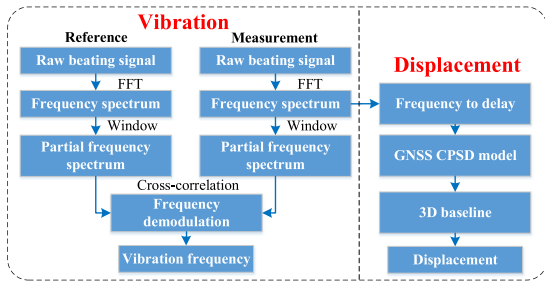 Vibration
Reference
Raw beating signal
FFT
Frequency spectrum
Window
Partial frequency
spectrum
Measurement
Raw beating signal
FFT
Frequency spectrum
Window
Partial frequency
spectrum
Cross-correlation
Frequency
demodulation
Vibration frequency
Displacement
Frequency to delay
GNSS CPSD model
3D baseline
Displacement